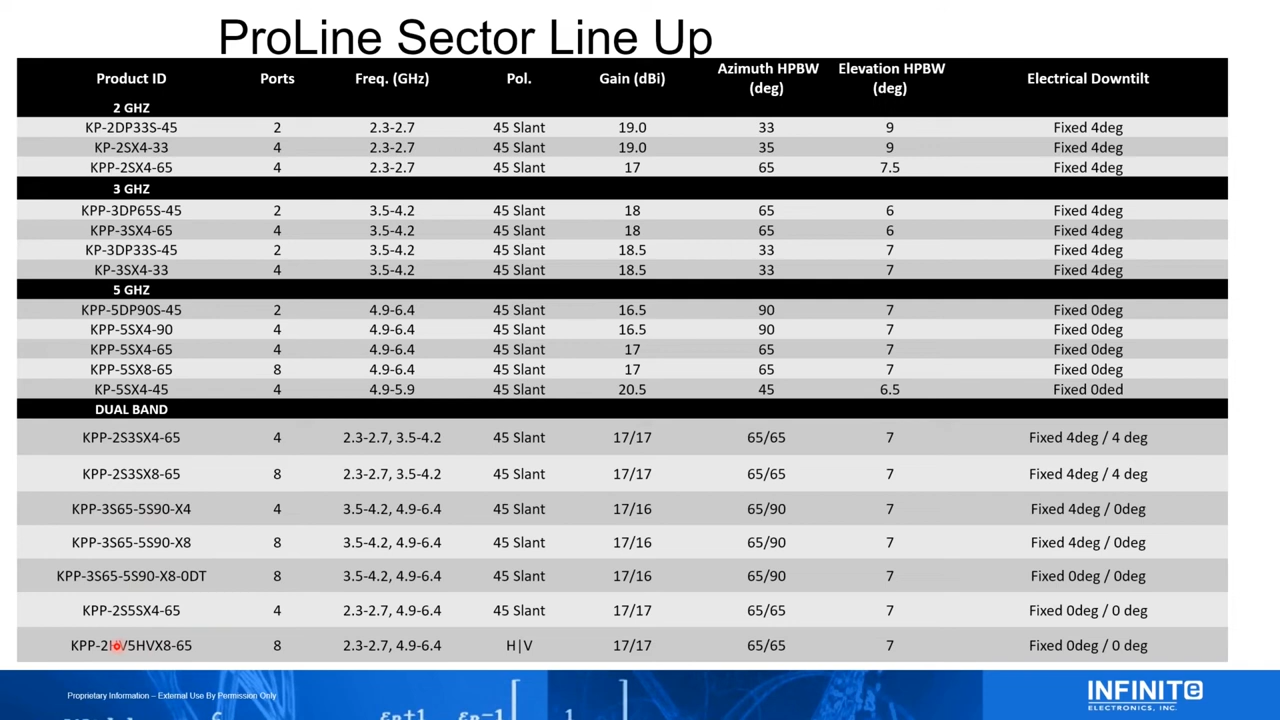 ProLine Sector Line Up
Product ID Ports Freq. (GHz) Pol. Gain (dBi) Azimuth HPBW (deg) Elevation HPBW (deg) Electrical Downtilt
2 GHZ
KP-2DP33S-45 2 2.3-2.7 45 Slant 19.0 33 9 Fixed 4deg
KP-2SX4-33 4 2.3-2.7 45 Slant 19.0 35 9 Fixed 4deg
KPP-2SX4-65 4 2.3-2.7 45 Slant 17 65 7.5 Fixed 4deg
3 GHZ
KPP-3DP65S-45 2 3.5-4.2 45 Slant 18 65 6 Fixed 4deg
KPP-3SX4-65 4 3.5-4.2 45 Slant 18 65 6 Fixed 4deg
KP-3DP33S-45 2 3.5-4.2 45 Slant 18.5 33 7 Fixed 4deg
KP-3SX4-33 4 3.5-4.2 45 Slant 18.5 33 7 Fixed 4deg
5 GHZ
KPP-5DP90S-45 2 4.9-6.4 45 Slant 16.5 90 7 Fixed 0deg
KPP-5SX4-90 4 4.9-6.4 45 Slant 16.5 90 7 Fixed 0deg
KPP-5SX4-65 4 4.9-6.4 45 Slant 17 65 7 Fixed 0deg
KPP-5SX8-65 8 4.9-6.4 45 Slant 17 65 7 Fixed 0deg
KP-5SX4-45 4 4.9-5.9 45 Slant 20.5 45 6.5 Fixed 0ded
DUAL BAND
KPP-2S3SX4-65 4 2.3-2.7, 3.5-4.2 45 Slant 17/17 65/65 7 Fixed 4deg / 4 deg
KPP-2S3SX8-65 8 2.3-2.7, 3.5-4.2 45 Slant 17/17 65/65 7 Fixed 4deg / 4 deg
KPP-3S65-5S90-X4 4 3.5-4.2, 4.9-6.4 45 Slant 17/16 65/90 7 Fixed 4deg / 0deg
KPP-3S65-5S90-X8 8 3.5-4.2, 4.9-6.4 45 Slant 17/16 65/90 7 Fixed 4deg / 0deg
KPP-3S65-5S90-X8-0DT 8 3.5-4.2, 4.9-6.4 45 Slant 17/16 65/90 7 Fixed 0deg / 0deg
KPP-2S5SX4-65 4 2.3-2.7, 4.9-6.4 45 Slant 17/17 65/65 7 Fixed 0deg / 0 deg
8 2.3-2.7, 4.9-6.4 H|V 17/17 65/65 7 Fixed 0deg / 0 deg
Proprietary Information – External Use By Permission Only
INFINITe
ELECTRONICS, INC.